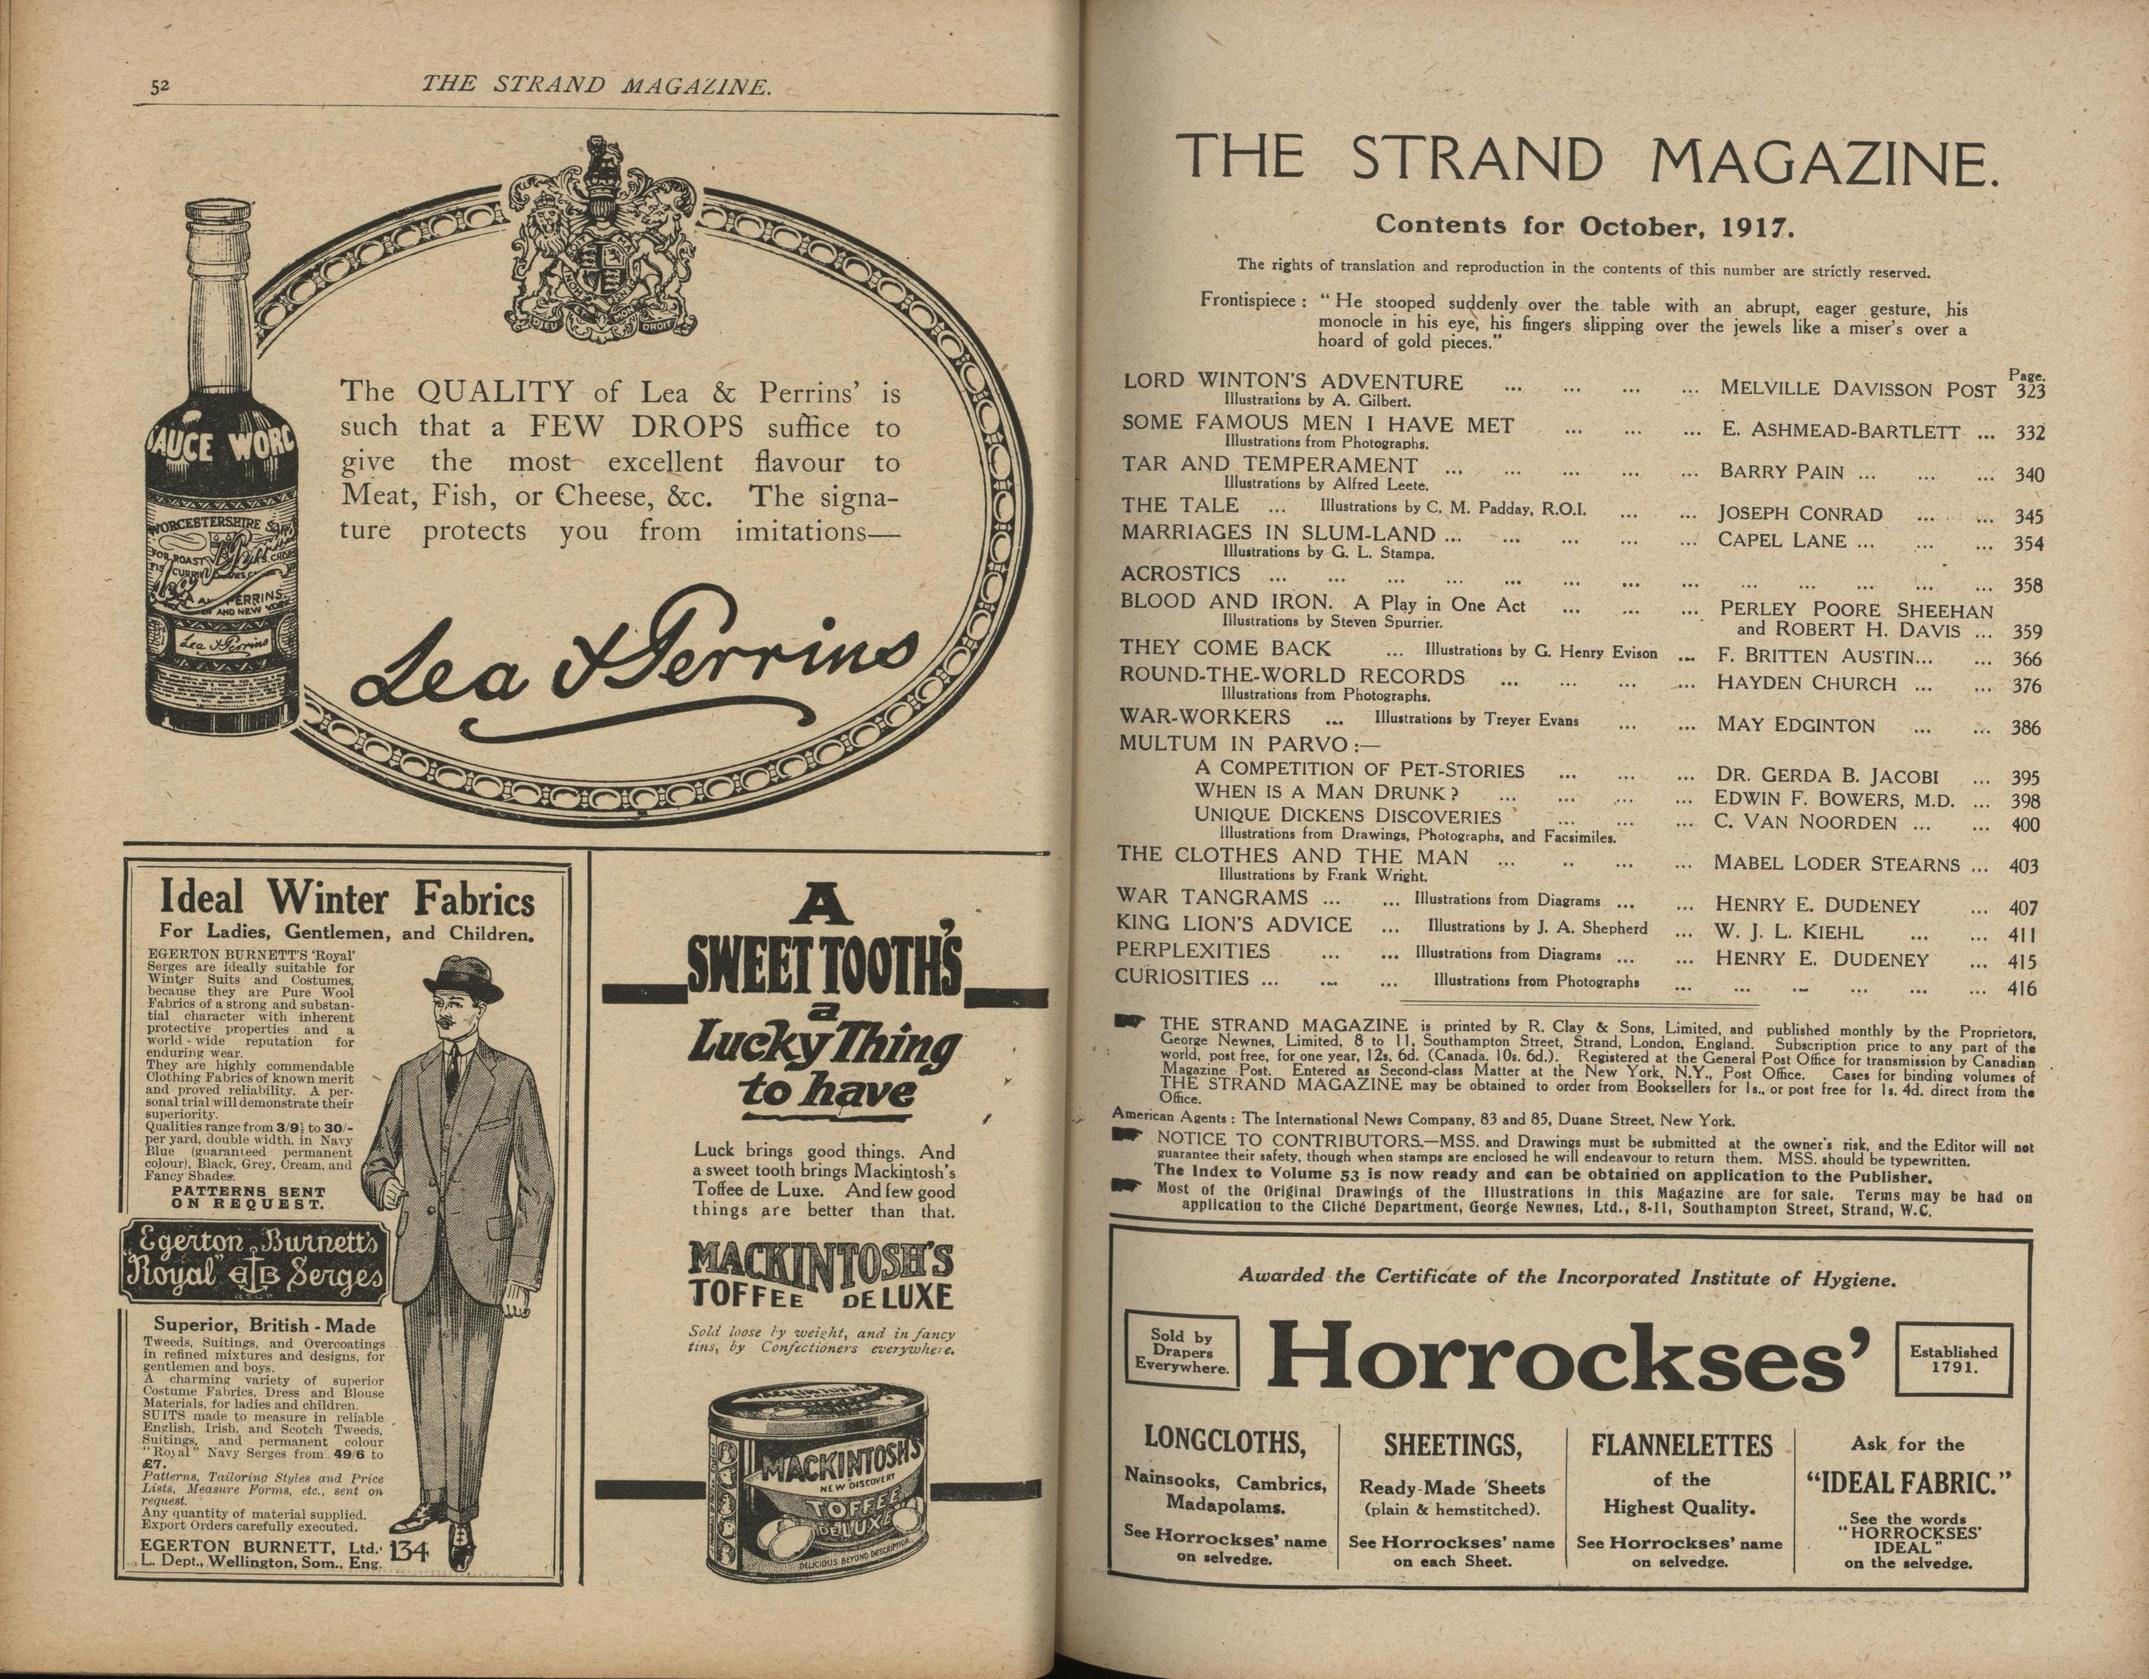 52
THE STRAND MAGAZINE.
AUCE WORC
WORCESTERSHIRE
Lea & Perrins
The QUALITY of Lea & Perrins' is
such that a FEW DROPS suffice to
give the most excellent flavour to
Meat, Fish, or Cheese, &c. The signa-
ture protects you from imitations—
Lea & Perrins
Ideal Winter Fabrics
For Ladies, Gentlemen, and Children.
EGERTON BURNETT'S 'Royal'
Serges are ideally suitable for
Winter Suits and Costumes,
because they are Pure Wool
Fabrics of a strong and substan-
tial character with inherent
protective properties and a
world-wide reputation for
enduring wear.
They are highly commendable
Clothing Fabrics of known merit
and proved reliability. A per-
sonal trial will demonstrate their
superiority.
Qualities range from 3/9½ to 30/-
per yard, double width, in Navy
Blue (guaranteed permanent
colour), Black, Grey, Cream, and
Fancy Shades.
PATTERNS SENT
ON REQUEST.
Egerton Burnett's
"Royal" EB Serges
Superior, British-Made
Tweeds, Suitings, and Overcoatings
in refined mixtures and designs, for
gentlemen and boys.
A charming variety of superior
Costume Fabrics, Dress and Blouse
Materials, for ladies and children.
SUITS made to measure in reliable
English, Irish, and Scotch Tweeds,
Suitings, and permanent colour
"Royal" Navy Serges from 49/6 to
£7.
Patterns, Tailoring Styles and Price
Lists, Measure Forms, etc., sent on
request.
Any quantity of material supplied.
Export Orders carefully executed.
EGERTON BURNETT, Ltd.
L. Dept., Wellington, Som., Eng.
134
A
SWEET TOOTH'S
a
Lucky Thing
to have
Luck brings good things. And
a sweet tooth brings Mackintosh's
Toffee de Luxe. And few good
things are better than that.
MACKINTOSH'S
TOFFEE DE LUXE
Sold loose by weight, and in fancy
tins, by Confectioners everywhere.
MACKINTOSH'S
NEW DISCOVERY
TOFFEE
DE LUXE
DELICIOUS BEYOND DESCRIPTION
THE STRAND MAGAZINE.
Contents for October, 1917.
The rights of translation and reproduction in the contents of this number are strictly reserved.
Frontispiece : "He stooped suddenly over the table with an abrupt, eager gesture, his
monocle in his eye, his fingers slipping over the jewels like a miser's over a
hoard of gold pieces."
Page.
LORD WINTON'S ADVENTURE ... ... ... ... MELVILLE DAVISSON POST 323
Illustrations by A. Gilbert.
SOME FAMOUS MEN I HAVE MET ... ... ... E. ASHMEAD-BARTLETT ... 332
Illustrations from Photographs.
TAR AND TEMPERAMENT ... ... ... ... ... BARRY PAIN ... ... ... 340
Illustrations by Alfred Leete.
THE TALE ... Illustrations by C. M. Padday, R.O.I. ... ... JOSEPH CONRAD ... ... 345
MARRIAGES IN SLUM-LAND ... ... ... ... ... CAPEL LANE ... ... ... 354
Illustrations by G. L. Stampa.
ACROSTICS ... ... ... ... ... ... ... ... ... ... ... ... ... 358
BLOOD AND IRON. A Play in One Act ... ... ... PERLEY POORE SHEEHAN
Illustrations by Steven Spurrier. and ROBERT H. DAVIS ... 359
THEY COME BACK ... Illustrations by G. Henry Evison ... F. BRITTEN AUSTIN... ... 366
ROUND-THE-WORLD RECORDS ... ... ... ... HAYDEN CHURCH ... ... 376
Illustrations from Photographs.
WAR-WORKERS ... Illustrations by Treyer Evans ... ... MAY EDGINTON ... ... 386
MULTUM IN PARVO :—
A COMPETITION OF PET-STORIES ... ... ... DR. GERDA B. JACOBI ... 395
WHEN IS A MAN DRUNK? ... ... ... ... EDWIN F. BOWERS, M.D. ... 398
UNIQUE DICKENS DISCOVERIES ... ... ... C. VAN NOORDEN ... ... 400
Illustrations from Drawings, Photographs, and Facsimiles.
THE CLOTHES AND THE MAN ... .. ... ... MABEL LODER STEARNS ... 403
Illustrations by Frank Wright.
WAR TANGRAMS ... ... ... Illustrations from Diagrams ... ... HENRY E. DUDENEY ... 407
KING LION'S ADVICE ... Illustrations by J. A. Shepherd ... W. J. L. KIEHL ... ... 411
PERPLEXITIES ... ... Illustrations from Diagrams ... ... HENRY E. DUDENEY ... 415
CURIOSITIES ... ... ... Illustrations from Photographs ... ... ... ... ... ... 416
THE STRAND MAGAZINE is printed by R. Clay & Sons, Limited, and published monthly by the Proprietors,
George Newnes, Limited, 8 to 11, Southampton Street, Strand, London, England. Subscription price to any part of the
world, post free, for one year, 12s. 6d. (Canada, 10s. 6d.). Registered at the General Post Office for transmission by Canadian
Magazine Post. Entered as Second-class Matter at the New York, N.Y., Post Office. Cases for binding volumes of
THE STRAND MAGAZINE may be obtained to order from Booksellers for 1s., or post free for 1s. 4d. direct from the
Office.
American Agents : The International News Company, 83 and 85, Duane Street, New York.
NOTICE TO CONTRIBUTORS.—MSS. and Drawings must be submitted at the owner's risk, and the Editor will not
guarantee their safety, though when stamps are enclosed he will endeavour to return them. MSS. should be typewritten.
The Index to Volume 53 is now ready and can be obtained on application to the Publisher.
Most of the Original Drawings of the Illustrations in this Magazine are for sale. Terms may be had on
application to the Cliché Department, George Newnes, Ltd., 8-11, Southampton Street, Strand, W.C.
Awarded the Certificate of the Incorporated Institute of Hygiene.
Sold by
Drapers
Everywhere.
Horrockses'
Established
1791.
LONGCLOTHS,
Nainsooks, Cambrics,
Madapolams.
See Horrockses' name
on selvedge.
SHEETINGS,
Ready-Made Sheets
(plain & hemstitched).
See Horrockses' name
on each Sheet.
FLANNELETTES
of the
Highest Quality.
See Horrockses' name
on selvedge.
Ask for the
"IDEAL FABRIC."
See the words
"HORROCKSES'
IDEAL"
on the selvedge.